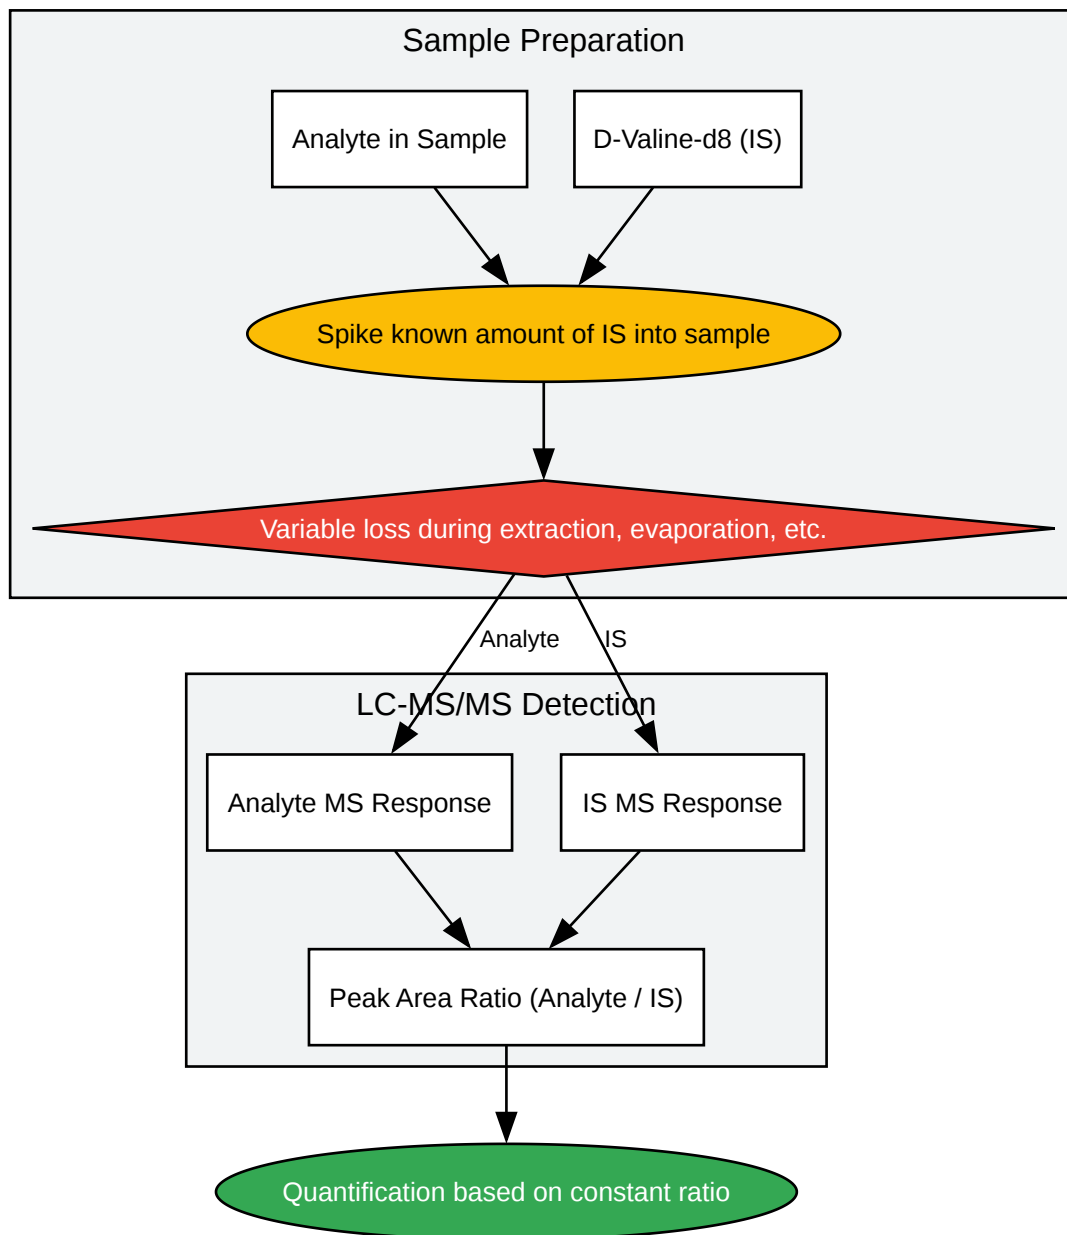 Sample Preparation
Analyte in Sample
D-Valine-d8 (IS)
Spike known amount of IS into sample
Variable loss during extraction, evaporation, etc.
Analyte
IS
LC-MS/MS Detection
Analyte MS Response
IS MS Response
Peak Area Ratio (Analyte / IS)
Quantification based on constant ratio